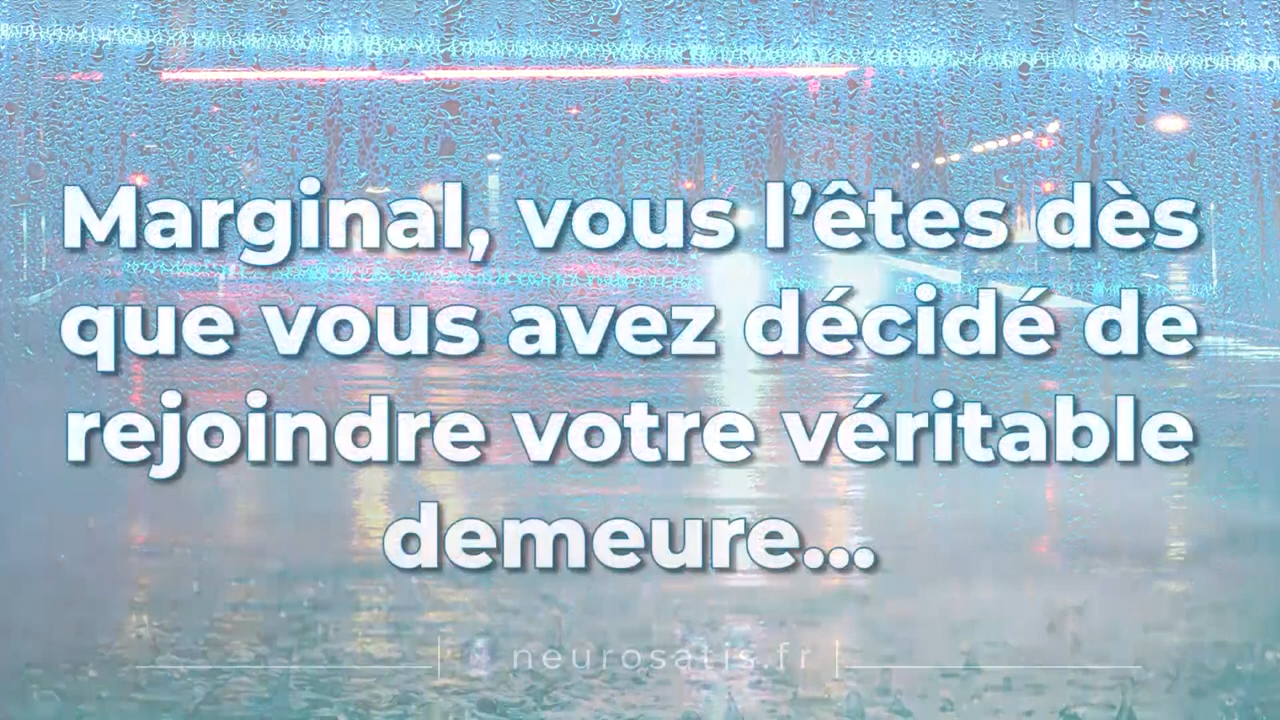 Marginal, vous l’êtes dès
que vous avez décidé de
rejoindre votre véritable
demeure...
neurosatis.fr